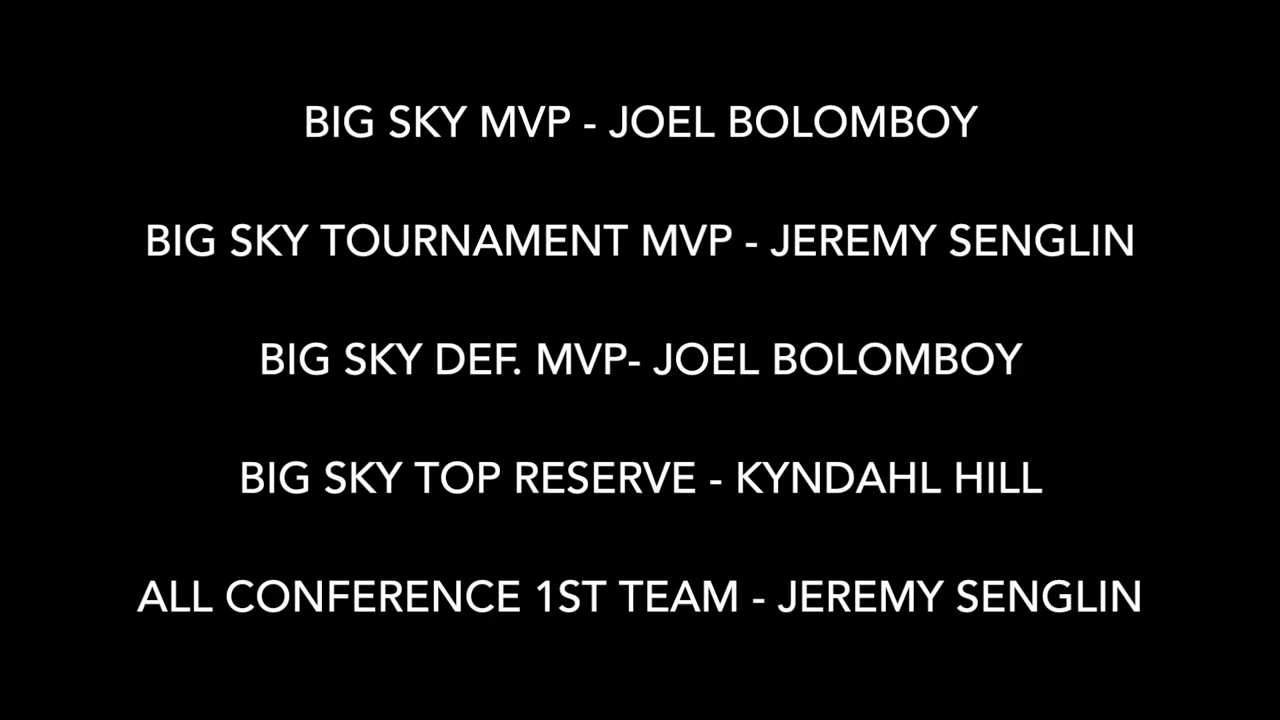 BIG SKY MVP - JOEL BOLOMBOY
BIG SKY TOURNAMENT MVP - JEREMY SENGLIN
BIG SKY DEF. MVP- JOEL BOLOMBOY
BIG SKY TOP RESERVE - KYNDAHL HILL
ALL CONFERENCE 1ST TEAM - JEREMY SENGLIN